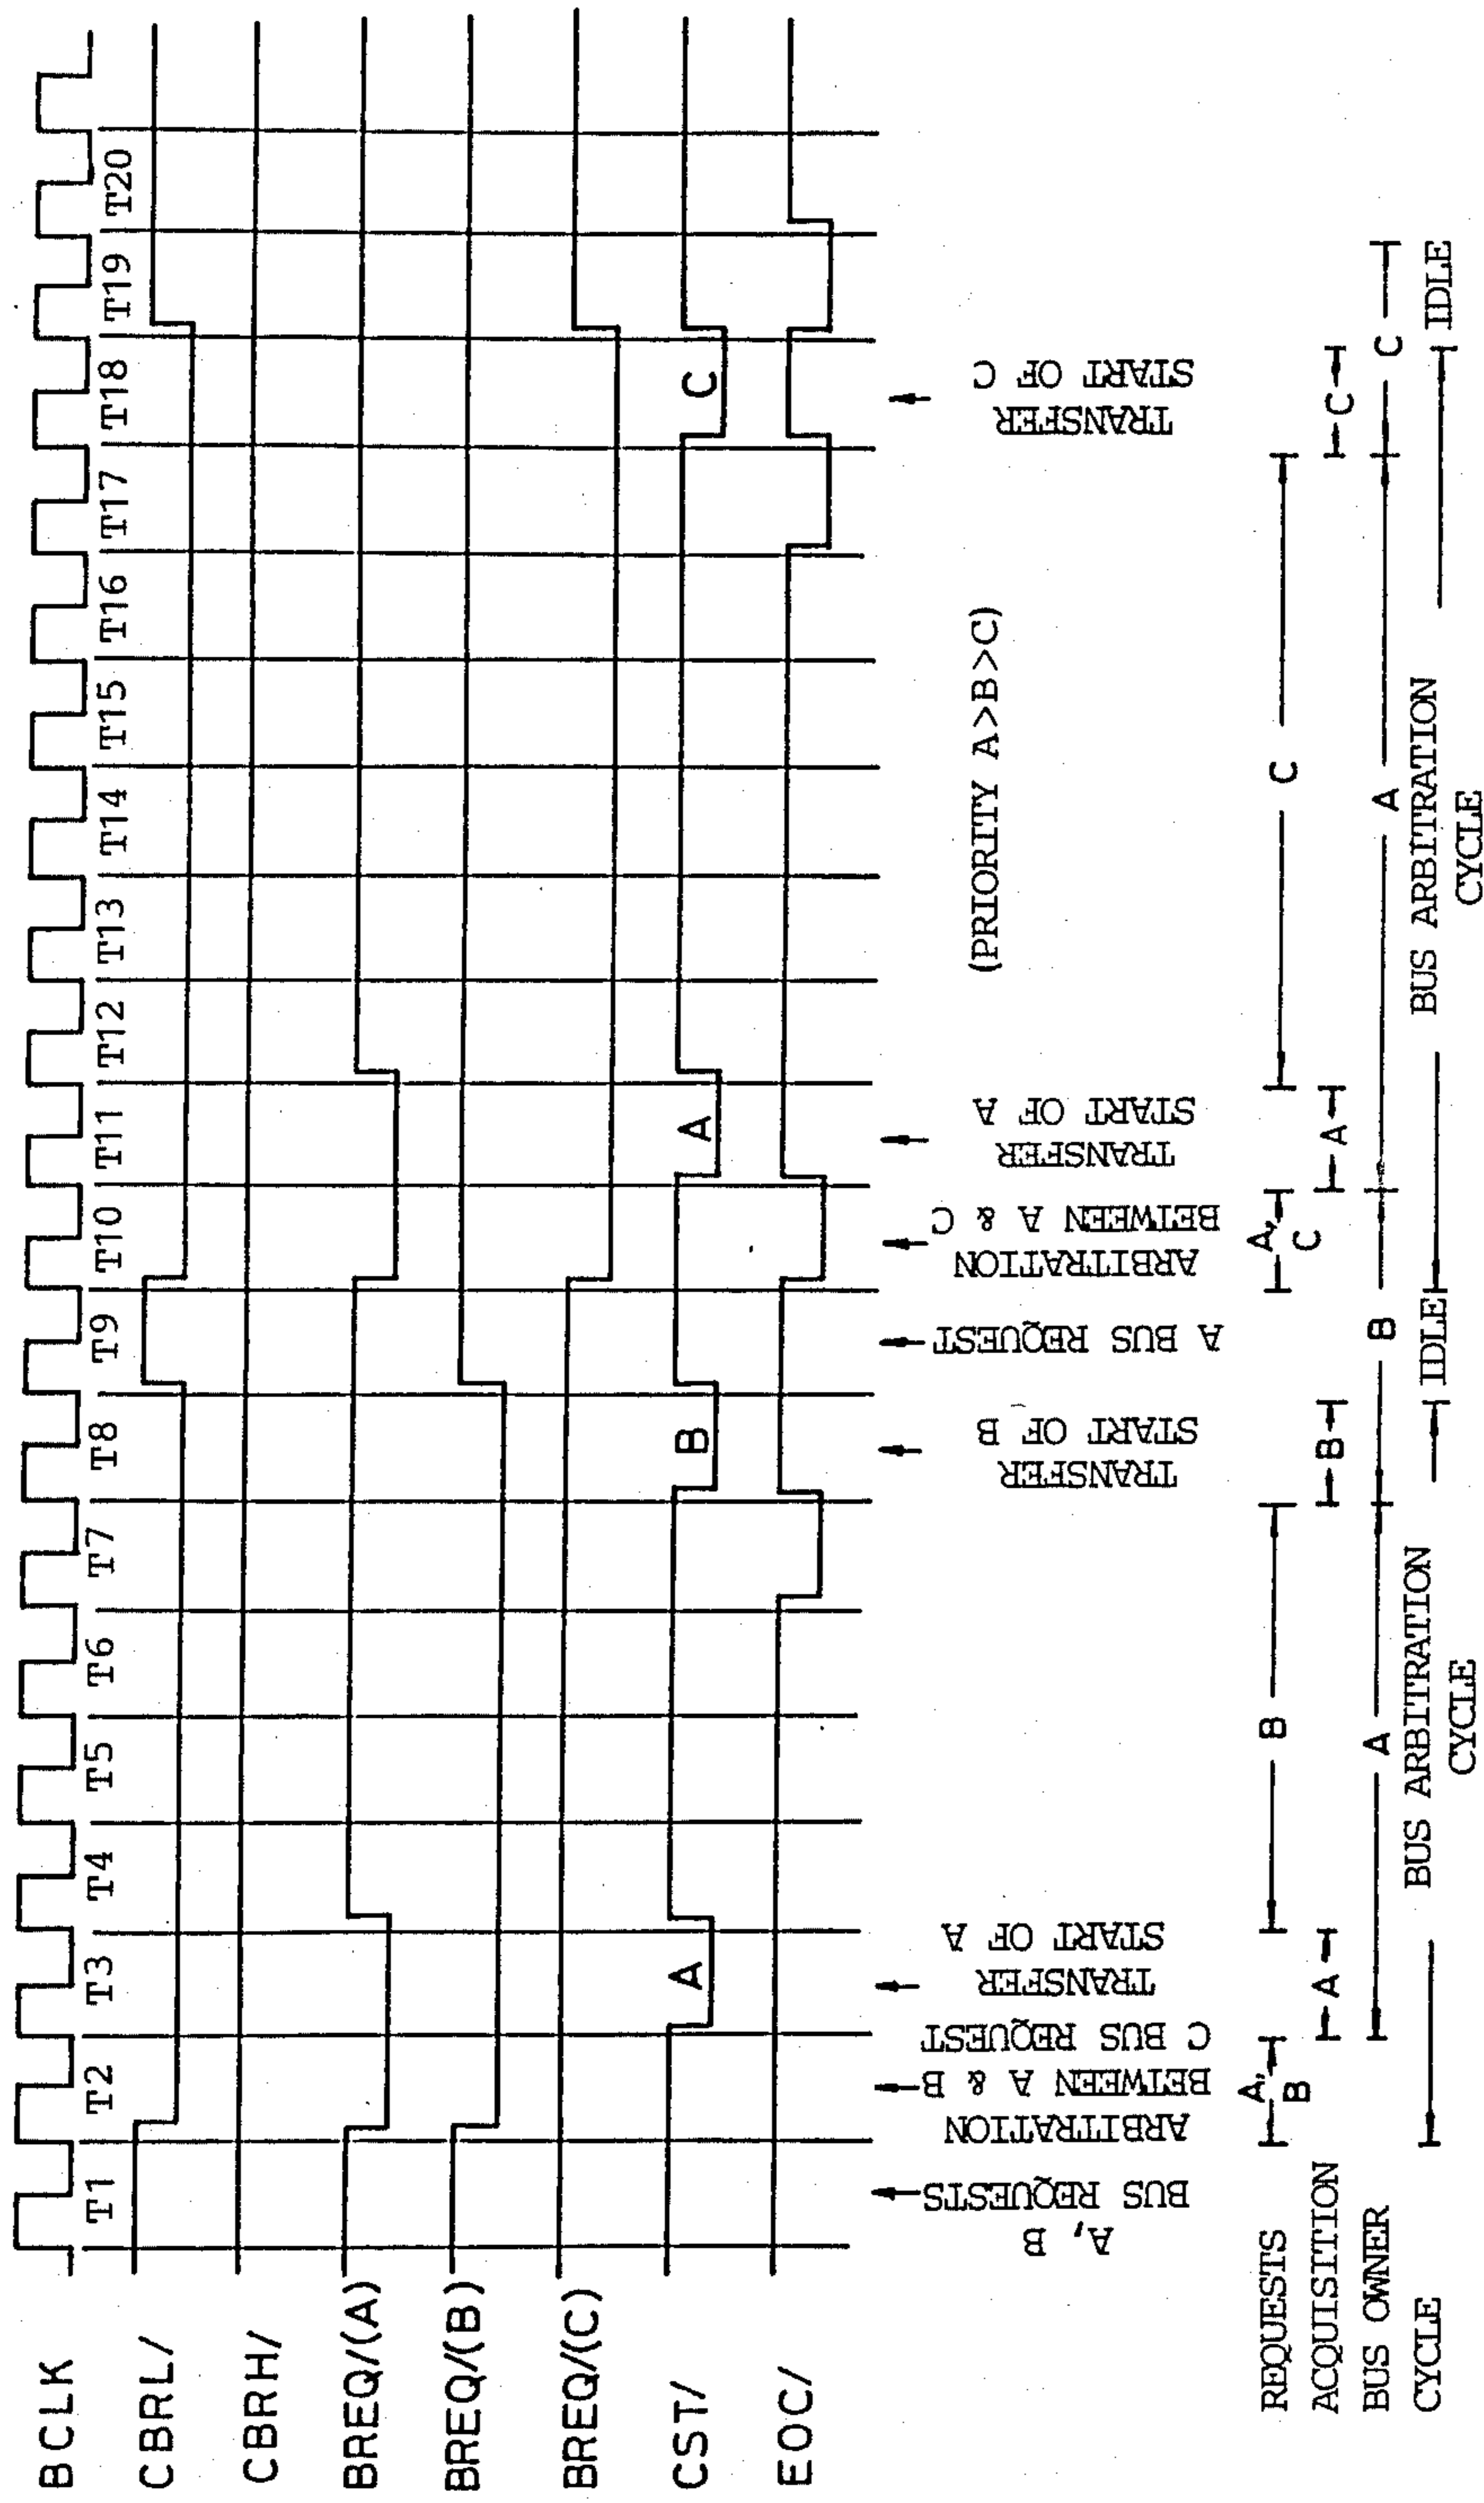 BCLK
T1 T2 T3 T4 T5 T6 T7 T8 T9 T10 T11 T12 T13 T14 T15 T16 T17 T18 T19 T20
CBRL/
CBRH/
BREQ/(A)
BREQ/(B)
BREQ/(C)
CST/
A
B
A
C
EOC/
A, B
BUS REQUESTS
ARBITRATION
BETWEEN A & B
C BUS REQUEST
TRANSFER
START OF A
TRANSFER
START OF B
A BUS REQUEST
ARBITRATION
BETWEEN A & C
TRANSFER
START OF A
(PRIORITY A>B>C)
TRANSFER
START OF C
REQUESTS
A,
B
B
A,
C
C
ACQUISITION
A
B
A
C
BUS OWNER
A
B
A
C
CYCLE
BUS ARBITRATION
CYCLE
IDLE
BUS ARBITRATION
CYCLE
IDLE